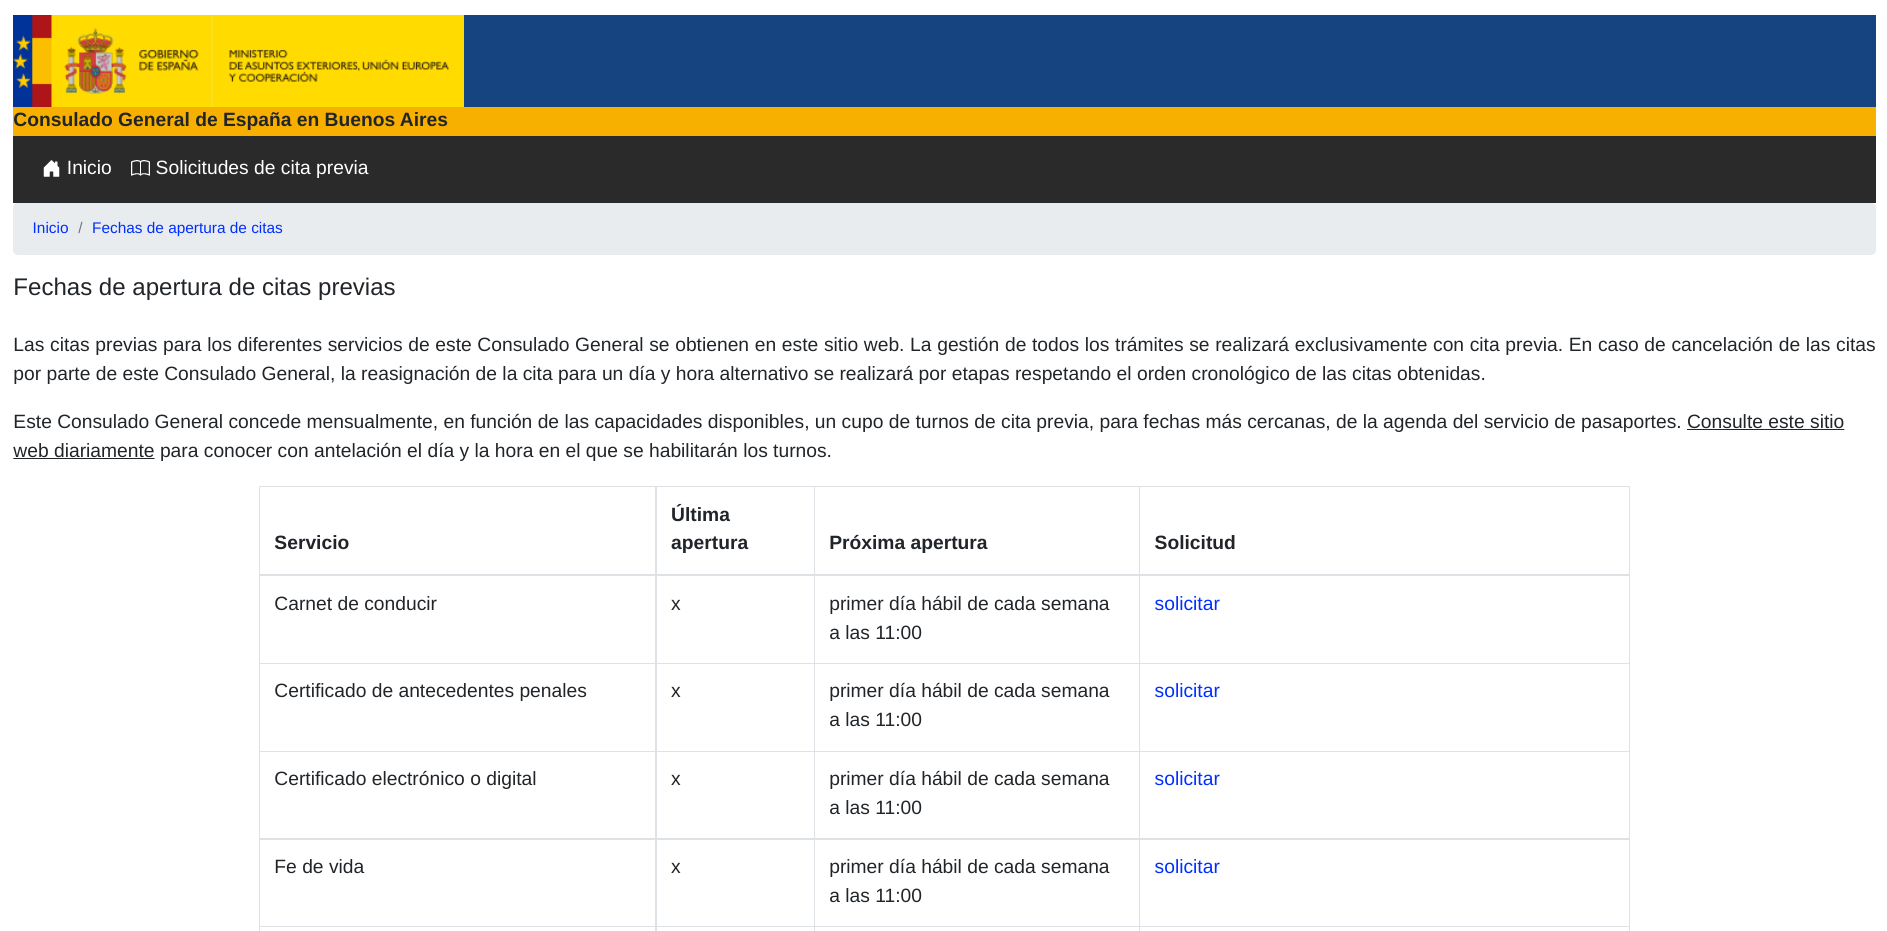 GOBIERNO
DE ESPAÑA
MINISTERIO
DE ASUNTOS EXTERIORES, UNIÓN EUROPEA
Y COOPERACIÓN
Consulado General de España en Buenos Aires
Inicio Solicitudes de cita previa
Inicio / Fechas de apertura de citas
Fechas de apertura de citas previas
Las citas previas para los diferentes servicios de este Consulado General se obtienen en este sitio web. La gestión de todos los trámites se realizará exclusivamente con cita previa. En caso de cancelación de las citas
por parte de este Consulado General, la reasignación de la cita para un día y hora alternativo se realizará por etapas respetando el orden cronológico de las citas obtenidas.
Este Consulado General concede mensualmente, en función de las capacidades disponibles, un cupo de turnos de cita previa, para fechas más cercanas, de la agenda del servicio de pasaportes. Consulte este sitio
web diariamente para conocer con antelación el día y la hora en el que se habilitarán los turnos.
Servicio
Última
apertura
Próxima apertura
Solicitud
Carnet de conducir
x
primer día hábil de cada semana
a las 11:00
solicitar
Certificado de antecedentes penales
x
primer día hábil de cada semana
a las 11:00
solicitar
Certificado electrónico o digital
x
primer día hábil de cada semana
a las 11:00
solicitar
Fe de vida
x
primer día hábil de cada semana
a las 11:00
solicitar